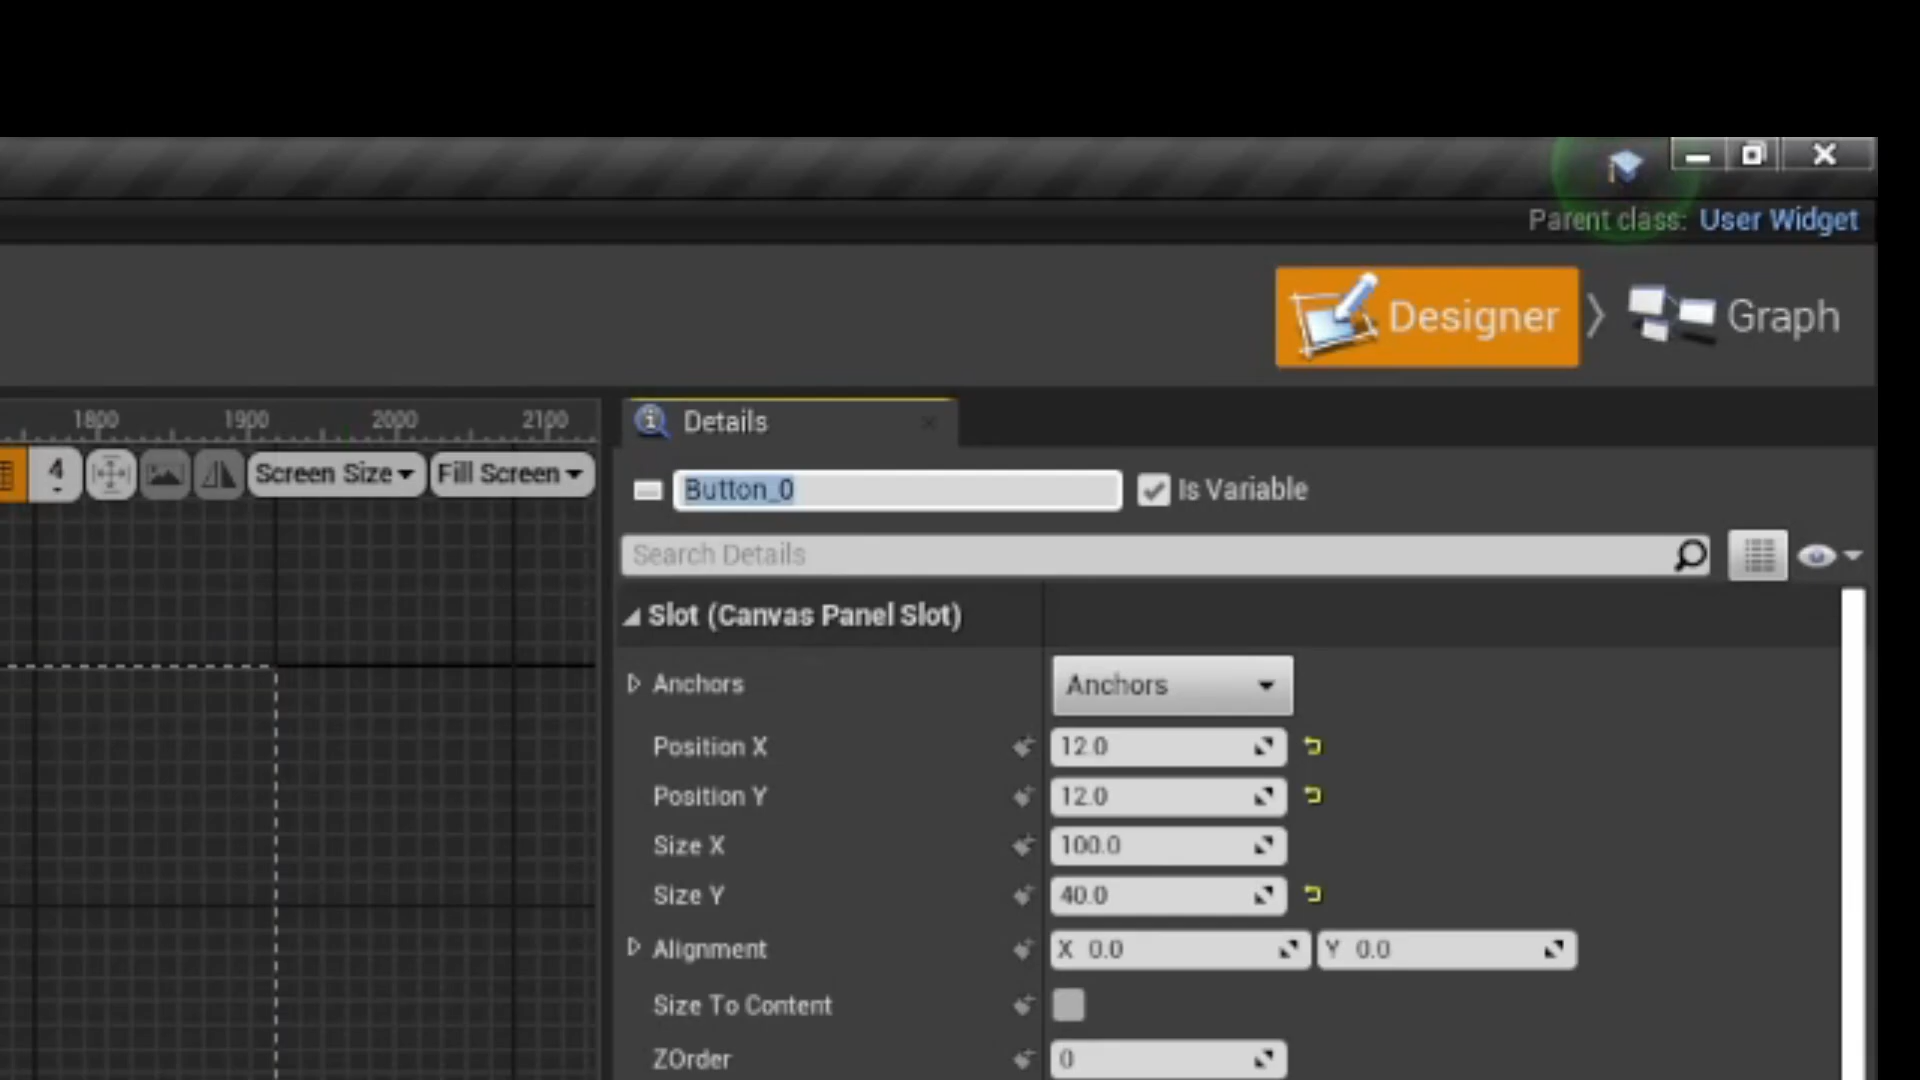 Parent class: User Widget
Designer
Graph
1800 1900 2000 2100
4
Screen Size
Fill Screen
Details
Button_0
Is Variable
Search Details
Slot (Canvas Panel Slot)
Anchors Anchors
Position X 12.0
Position Y 12.0
Size X 100.0
Size Y 40.0
Alignment X 0.0 Y 0.0
Size To Content
ZOrder 0